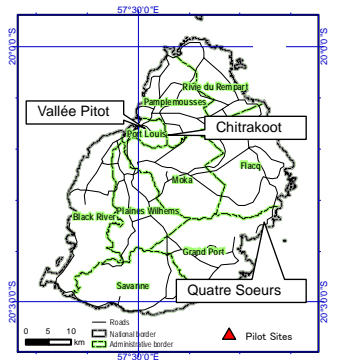 57°30'0"E
20°0'0"S
20°0'0"S
Rivie du Rempart
Pamplemousses
Vallée Pitot
Chitrakoot
Port Louis
Flacq
Moka
Black River
Plaines Wilhems
Grand Port
Quatre Soeurs
Savanne
20°30'0"S
20°30'0"S
Roads
National border
Administrative border
0 5 10
km
Pilot Sites
57°30'0"E